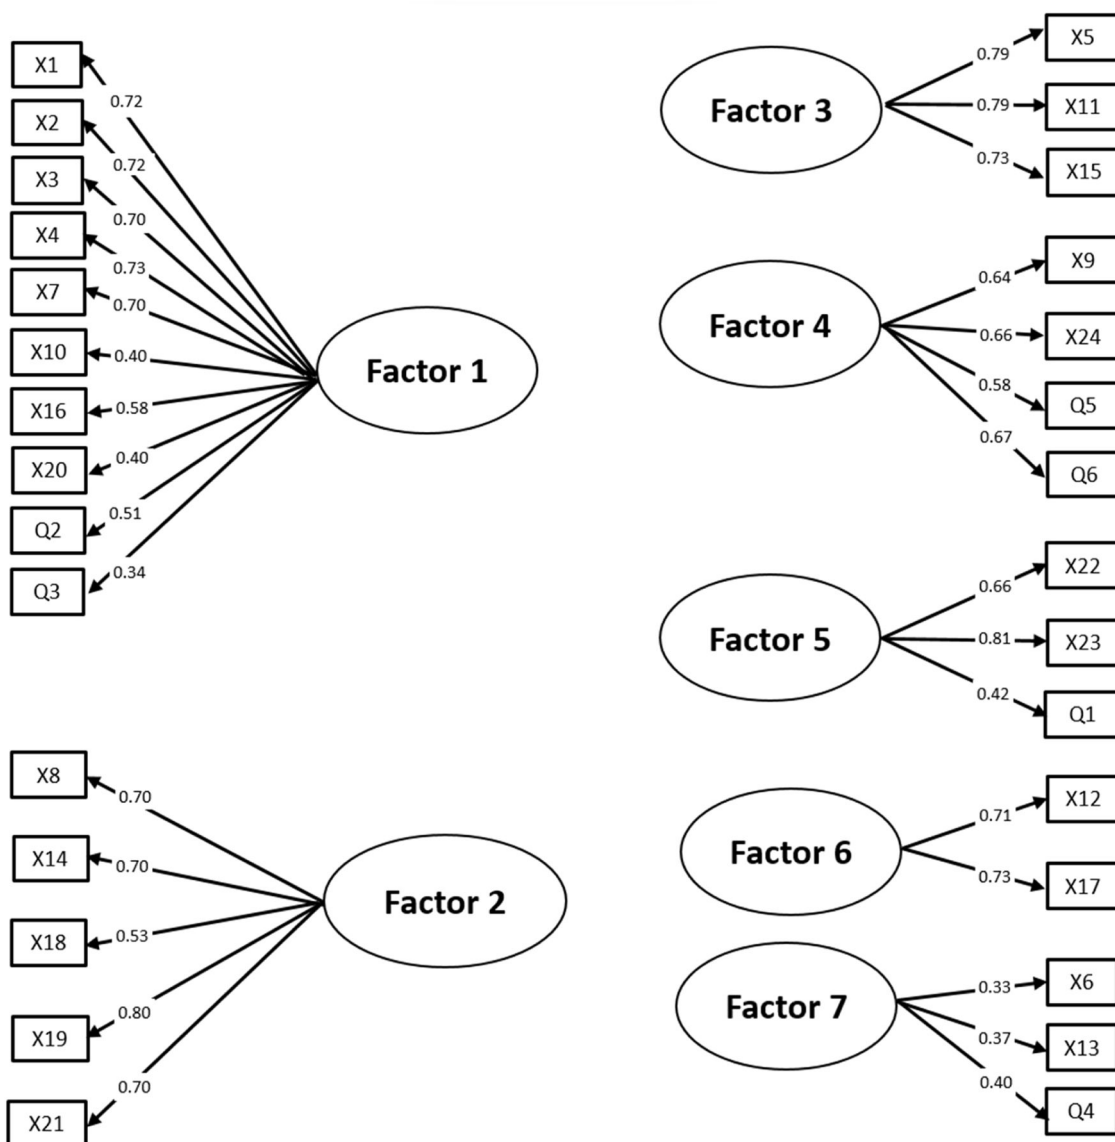 X1
X2
X3
X4
X7
X10
X16
X20
Q2
Q3
0.72
0.72
0.70
0.73
0.70
0.40
0.58
0.40
0.51
0.34
Factor 1
X8
X14
X18
X19
X21
0.70
0.70
0.53
0.80
0.70
Factor 2
Factor 3
0.79
0.79
0.73
X5
X11
X15
Factor 4
0.64
0.66
0.58
0.67
X9
X24
Q5
Q6
Factor 5
0.66
0.81
0.42
X22
X23
Q1
Factor 6
0.71
0.73
X12
X17
Factor 7
0.33
0.37
0.40
X6
X13
Q4